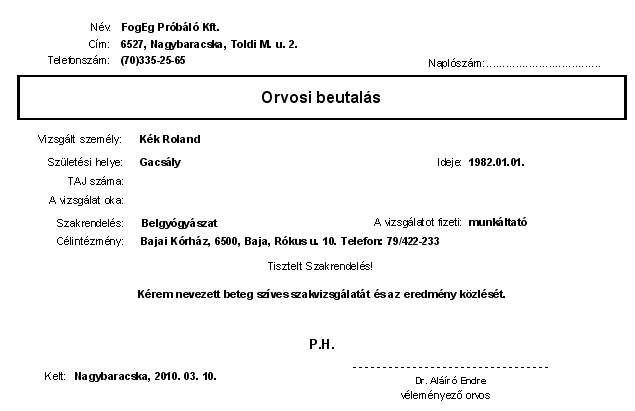 Név: FogEg Próbáló Kft.
Cím: 6527, Nagybaracska, Toldi M. u. 2.
Telefonszám: (70)335-25-65
Naplószám:....................................
Orvosi beutalás
Vizsgált személy: Kék Roland
Születési helye: Gacsály Ideje: 1982.01.01.
TAJ száma:
A vizsgálat oka:
Szakrendelés: Belgyógyászat A vizsgálatot fizeti: munkáltató
Célintézmény: Bajai Kórház, 6500, Baja, Rókus u. 10. Telefon: 79/422-233
Tisztelt Szakrendelés!
Kérem nevezett beteg szíves szakvizsgálatát és az eredmény közlését.
P.H.
Kelt: Nagybaracska, 2010. 03. 10.
Dr. Aláíró Endre
véleményező orvos